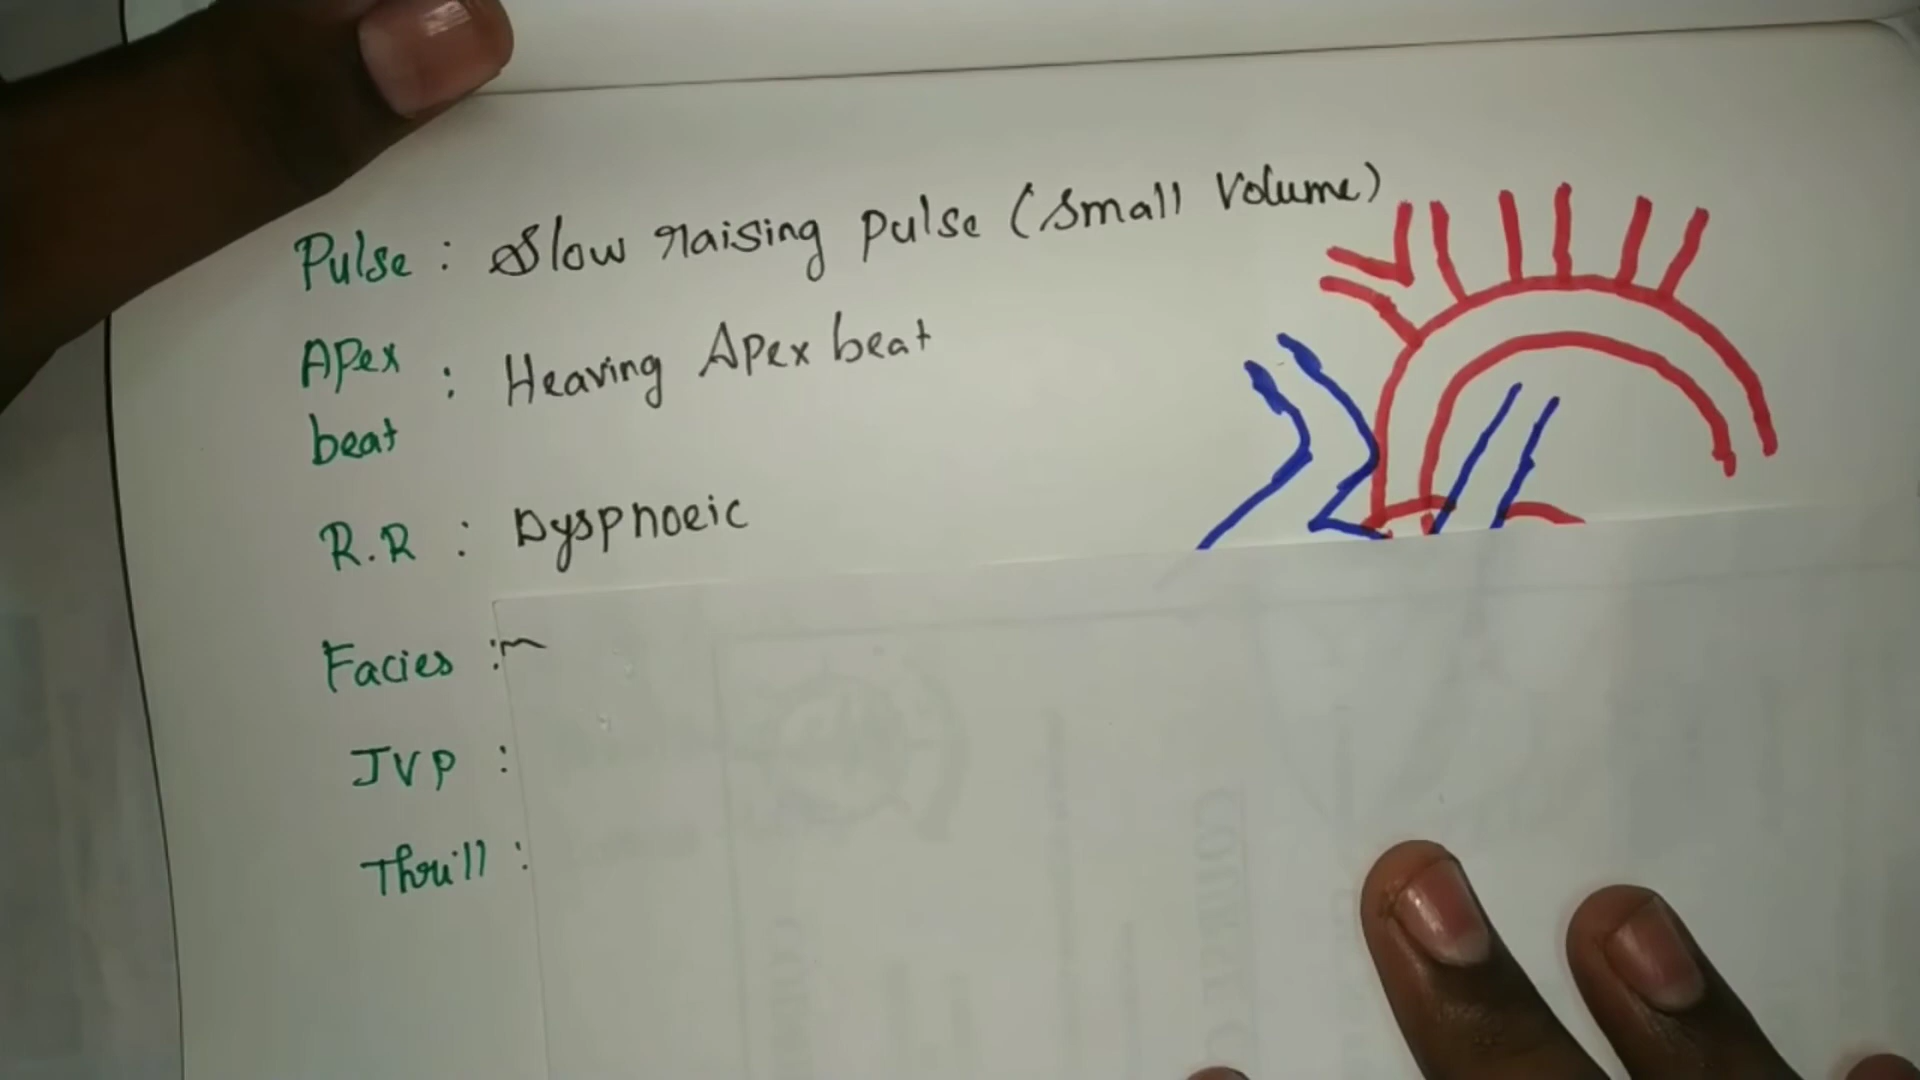 Pulse : Slow raising pulse (small volume)
Apex beat : Heaving Apex beat
R.R : Dyspnoeic
Facies :
JVP :
Thrill :